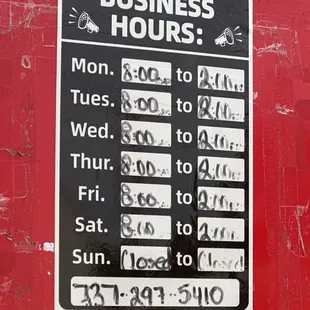 BUSINESS
HOURS:
Mon. 8:00 to 2:00
Tues. 8:00 to 2:00
Wed. 8:00 to 2:00
Thur. 8:00 to 2:00
Fri. 8:00 to 2:00
Sat. 8:00 to 2:00
Sun. Closed to Closed
737-297-5410